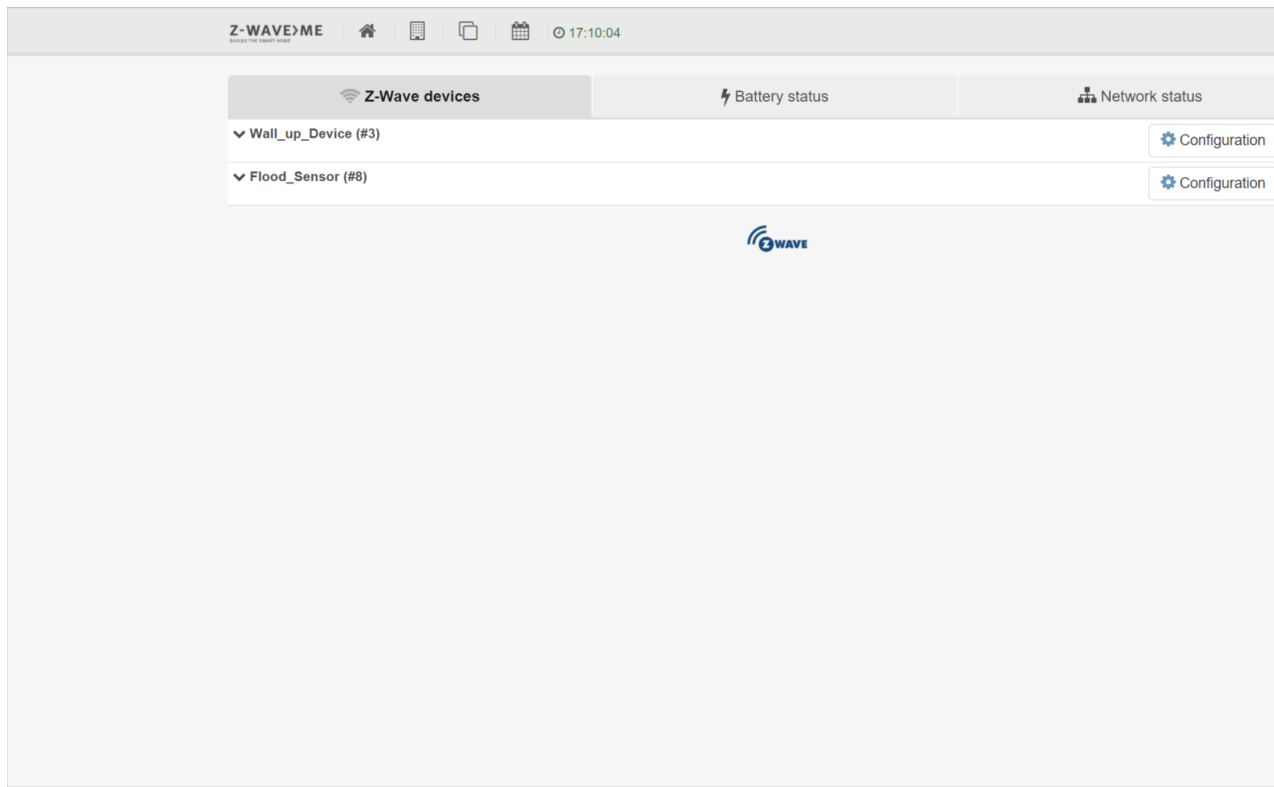 Z-WAVE>ME
BUILDS THE SMART HOME
17:10:04
Z-Wave devices
Battery status
Network status
Wall_up_Device (#3)
Configuration
Flood_Sensor (#8)
Configuration
Z WAVE